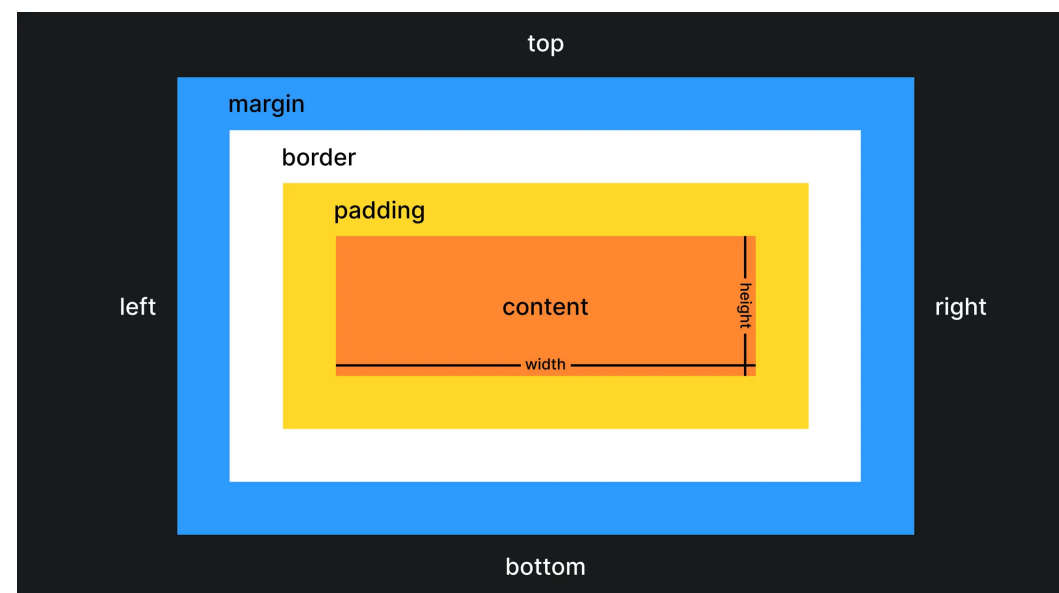 top
margin
border
padding
left
content
height
right
width
bottom